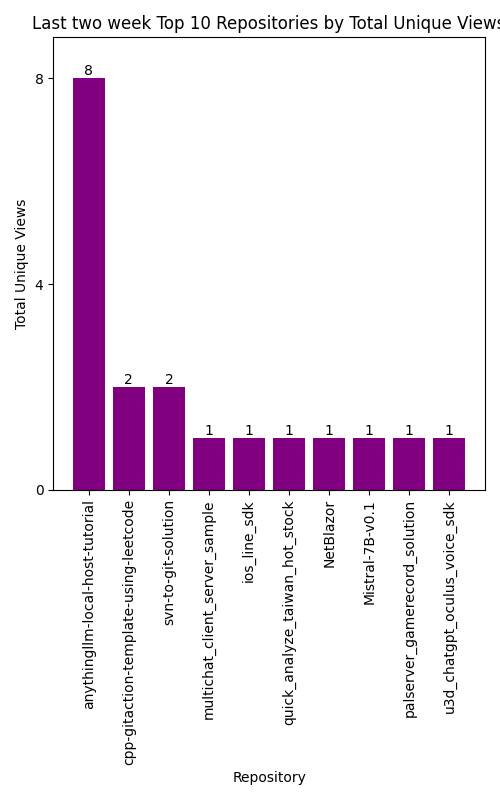 Last two week Top 10 Repositories by Total Unique Views
8
4
0
Total Unique Views
8
2
2
1
1
1
1
1
1
1
anythingllm-local-host-tutorial
cpp-gitaction-template-using-leetcode
svn-to-git-solution
multichat_client_server_sample
ios_line_sdk
quick_analyze_taiwan_hot_stock
NetBlazor
Mistral-7B-v0.1
palserver_gamerecord_solution
u3d_chatgpt_oculus_voice_sdk
Repository